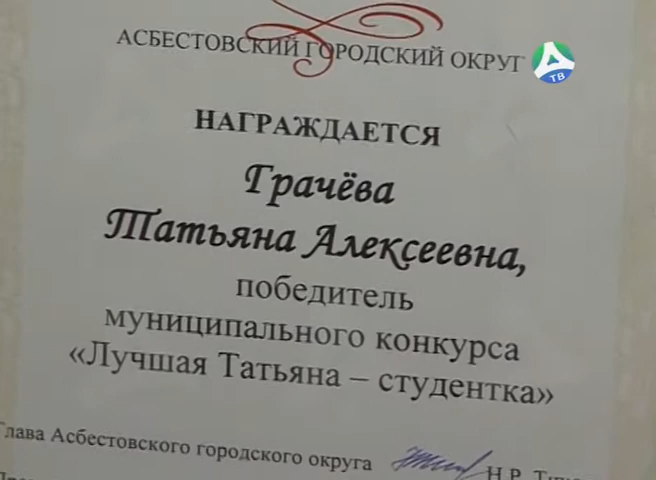 АСБЕСТОВСКИЙ ГОРОДСКИЙ ОКРУГ
ТВ
НАГРАЖДАЕТСЯ
Грачёва
Татьяна Алексеевна,
победитель
муниципального конкурса
«Лучшая Татьяна – студентка»
Глава Асбестовского городского округа Н.Р.